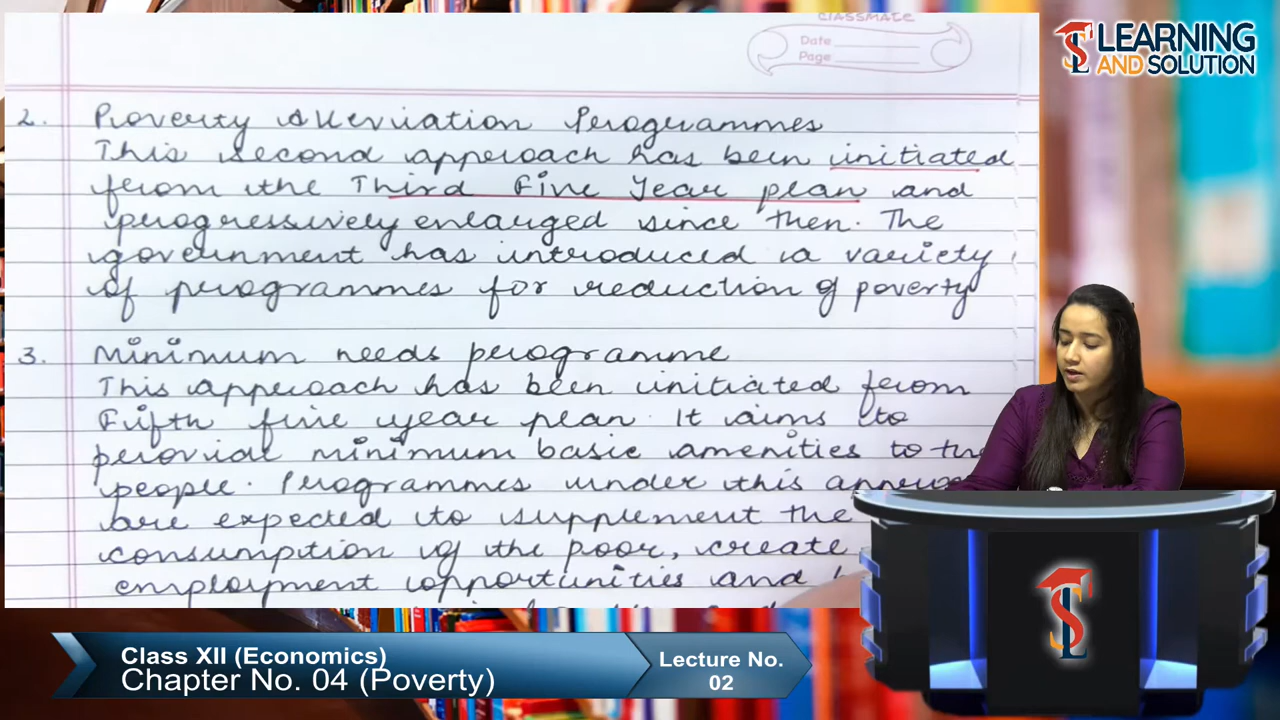 CLASSMATE
Date
Page
LEARNING
AND SOLUTION
2. Poverty Alleviation Programmes
This second approach has been initiated
from the Third Five Year plan and
progressively enlarged since then. The
government has introduced a variety
of programmes for reduction of poverty
3. Minimum needs programme
This approach has been initiated from
Fifth five year plan. It aims to
provide minimum basic amenities to the
people. Programmes under this
are expected to supplement the
consumption of the poor, create
employment opportunities and
Class XII (Economics)
Chapter No. 04 (Poverty)
Lecture No.
02